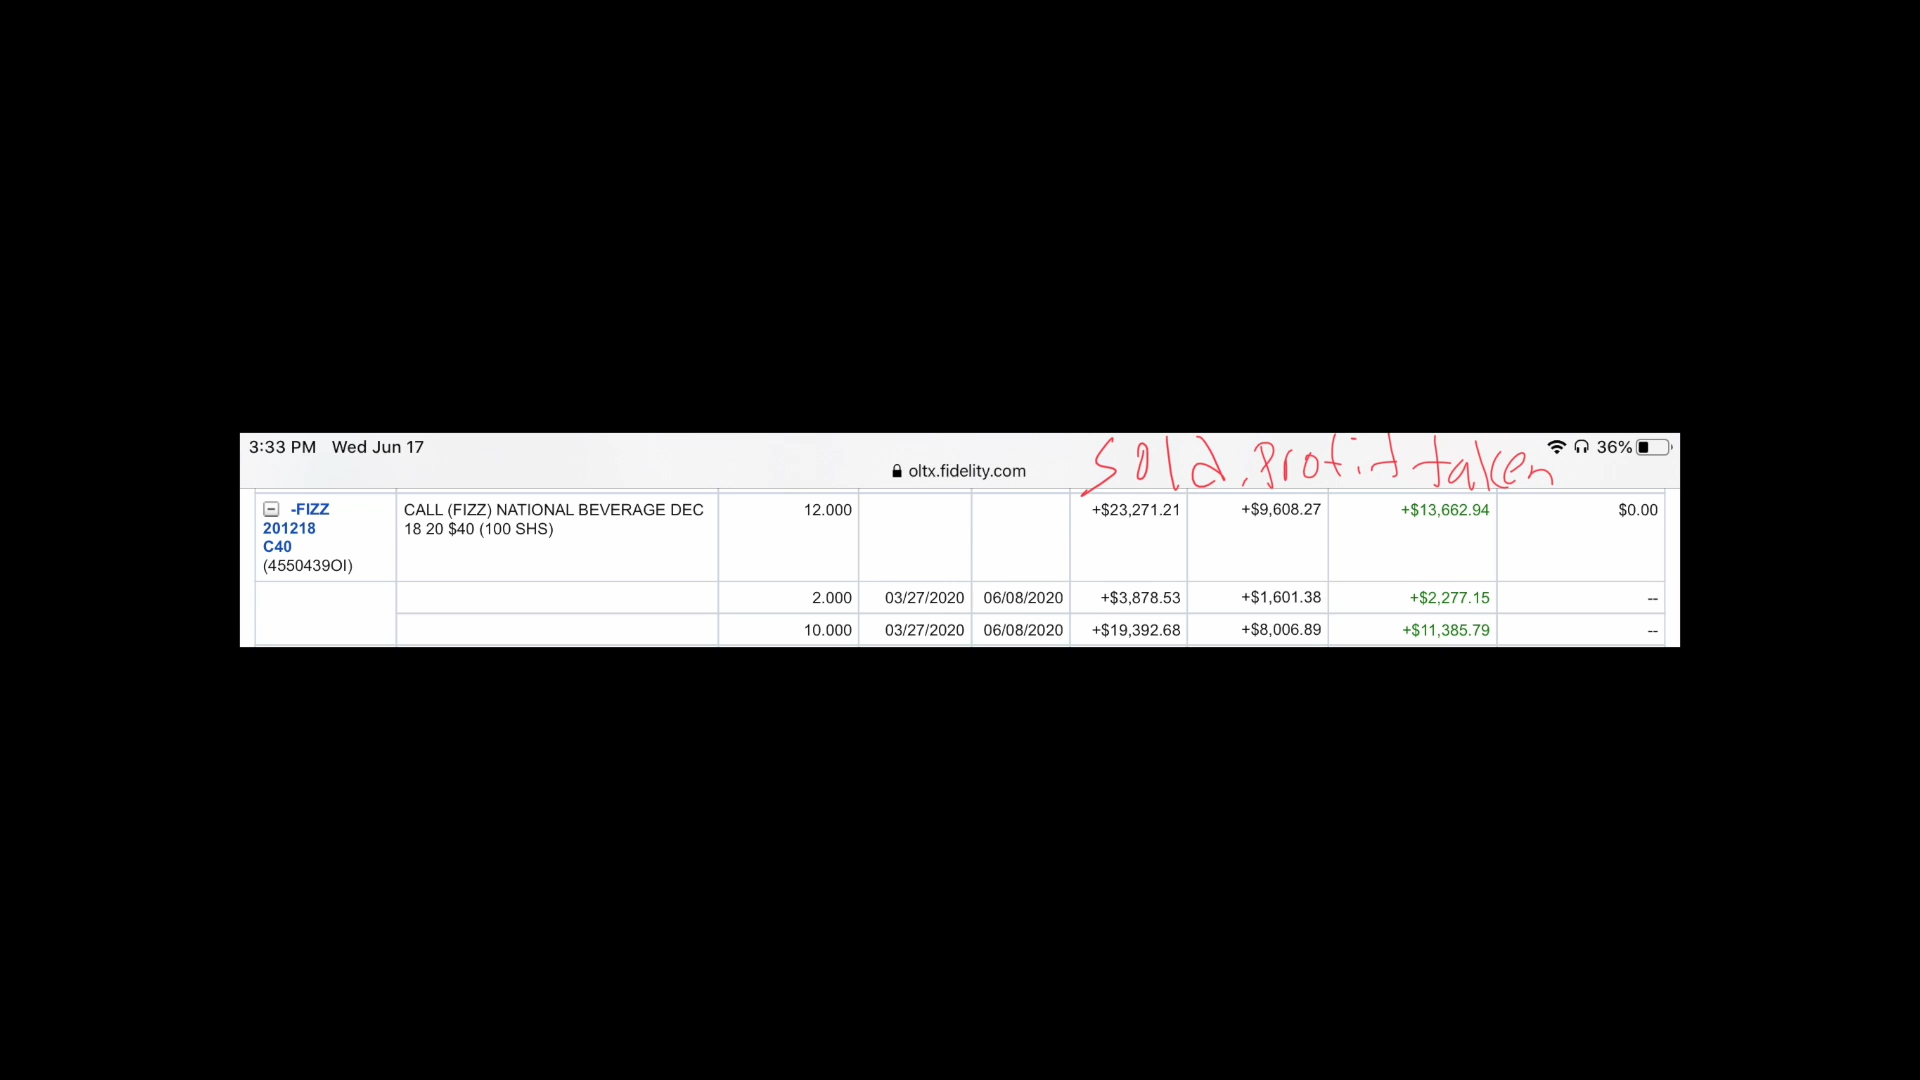 3:33 PM Wed Jun 17
Sold, Profit taken
36%
oltx.fidelity.com
-FIZZ 201218 C40 (4550439OI)
CALL (FIZZ) NATIONAL BEVERAGE DEC 18 20 $40 (100 SHS)
12.000 +$23,271.21 +$9,608.27 +$13,662.94 $0.00
2.000 03/27/2020 06/08/2020 +$3,878.53 +$1,601.38 +$2,277.15 --
10.000 03/27/2020 06/08/2020 +$19,392.68 +$8,006.89 +$11,385.79 --